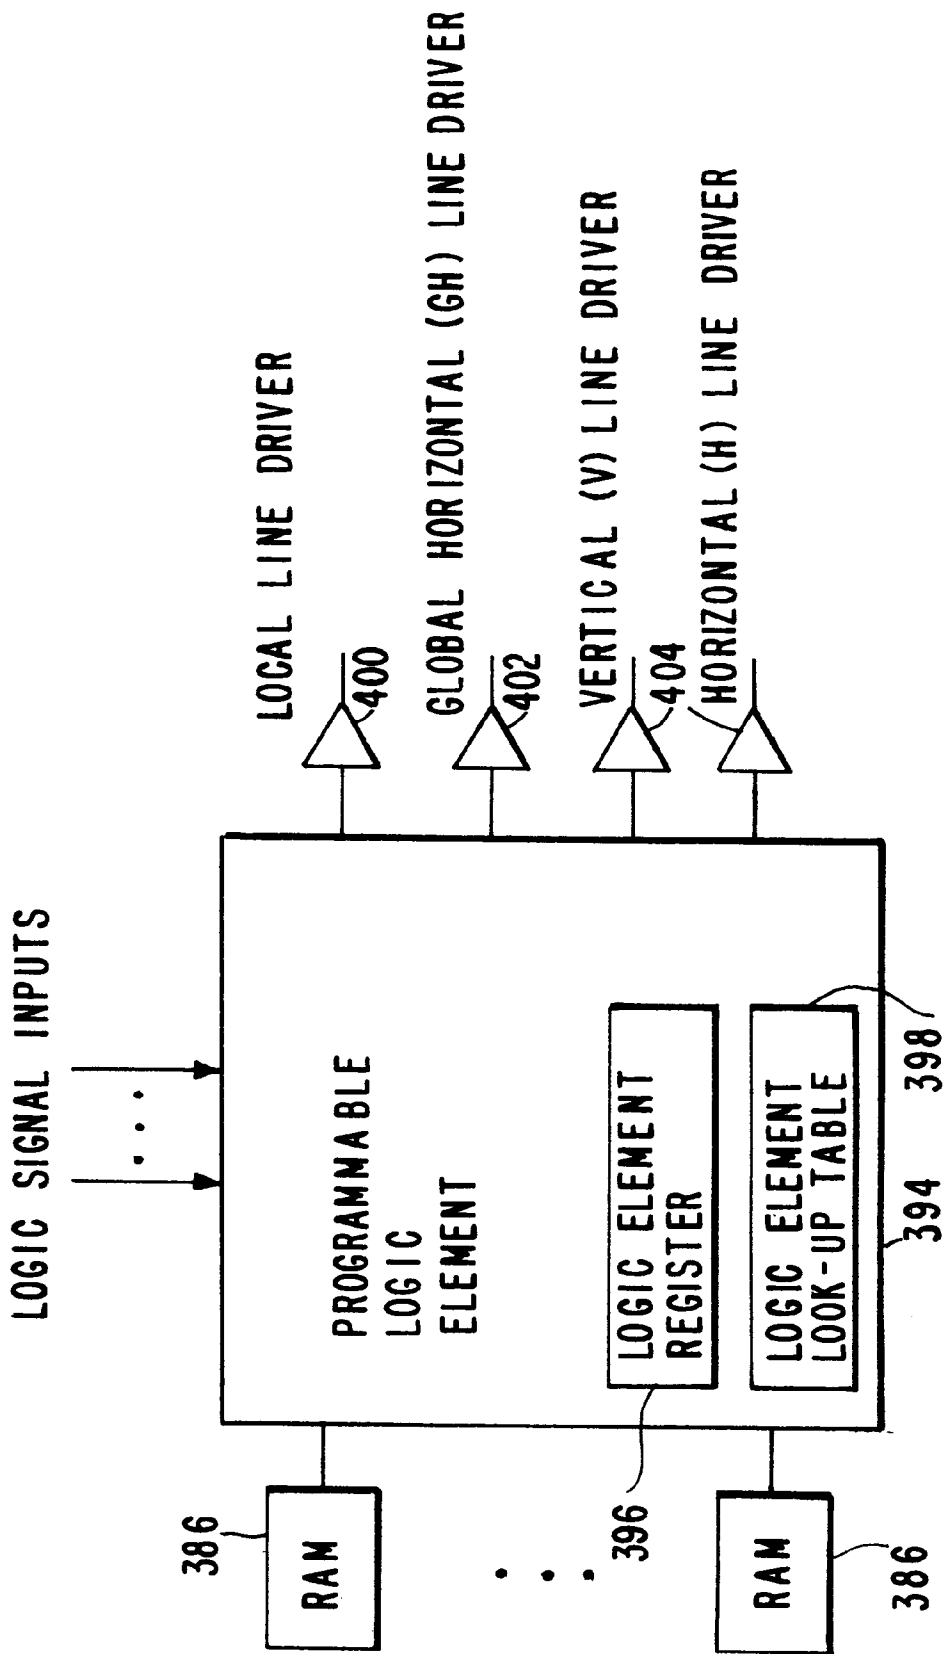 LOGIC SIGNAL INPUTS
LOCAL LINE DRIVER
400
GLOBAL HORIZONTAL (GH) LINE DRIVER
402
VERTICAL (V) LINE DRIVER
404
HORIZONTAL (H) LINE DRIVER
PROGRAMMABLE
LOGIC
ELEMENT
LOGIC ELEMENT
REGISTER
LOGIC ELEMENT
LOOK-UP TABLE
386
RAM
RAM
386
396
394
398